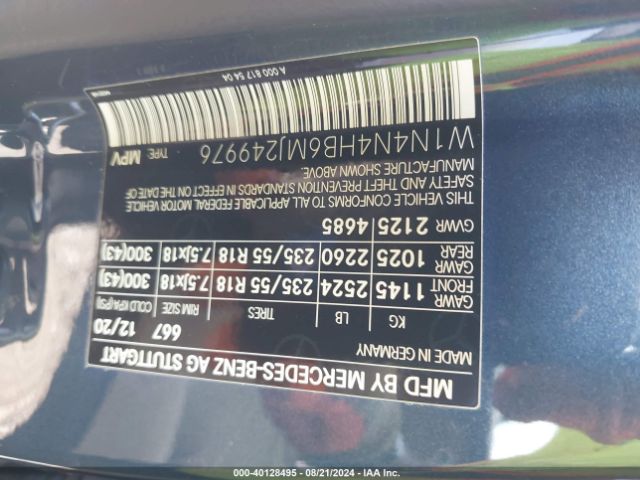 MFD BY MERCEDES-BENZ AG STUTTGART
MADE IN GERMANY
667 12/20
KG LB TIRES RIM SIZE COLD KPA(PSI)
GAWR FRONT 1145 2524 235/55 R18 7.5Jx18 300(43)
GAWR REAR 1025 2260 235/55 R18 7.5Jx18 300(43)
GVWR 2125 4685
THIS VEHICLE CONFORMS TO ALL APPLICABLE FEDERAL MOTOR VEHICLE
SAFETY AND THEFT PREVENTION STANDARDS IN EFFECT ON THE DATE OF
MANUFACTURE SHOWN ABOVE.
W1N4N4HB6MJ249976 TYPE: MPV
A 000 817 54 04
000-40128495 - 08/21/2024 - IAA Inc.